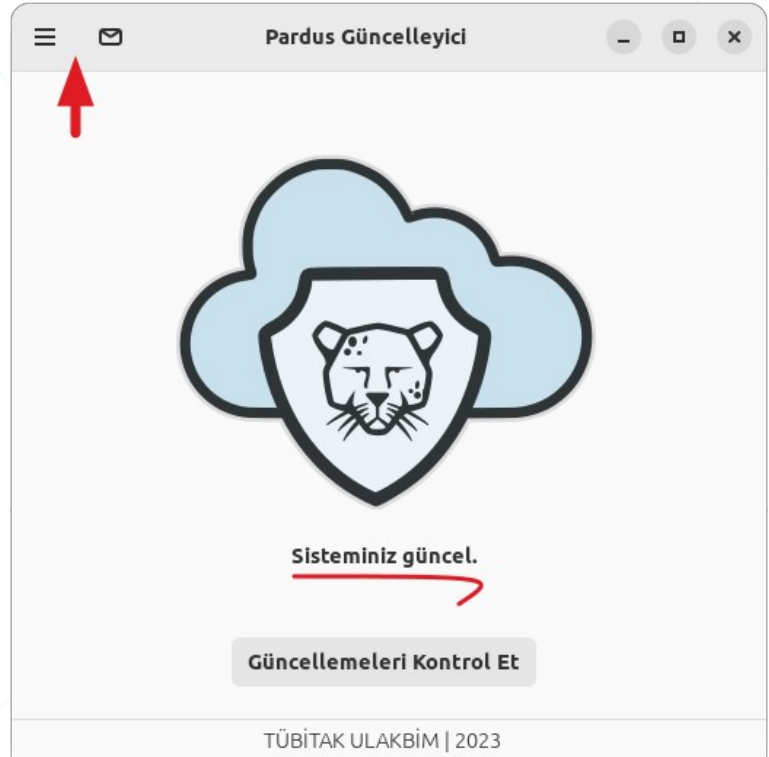 Pardus Güncelleyici
Sisteminiz güncel.
Güncellemeleri Kontrol Et
TÜBİTAK ULAKBİM | 2023